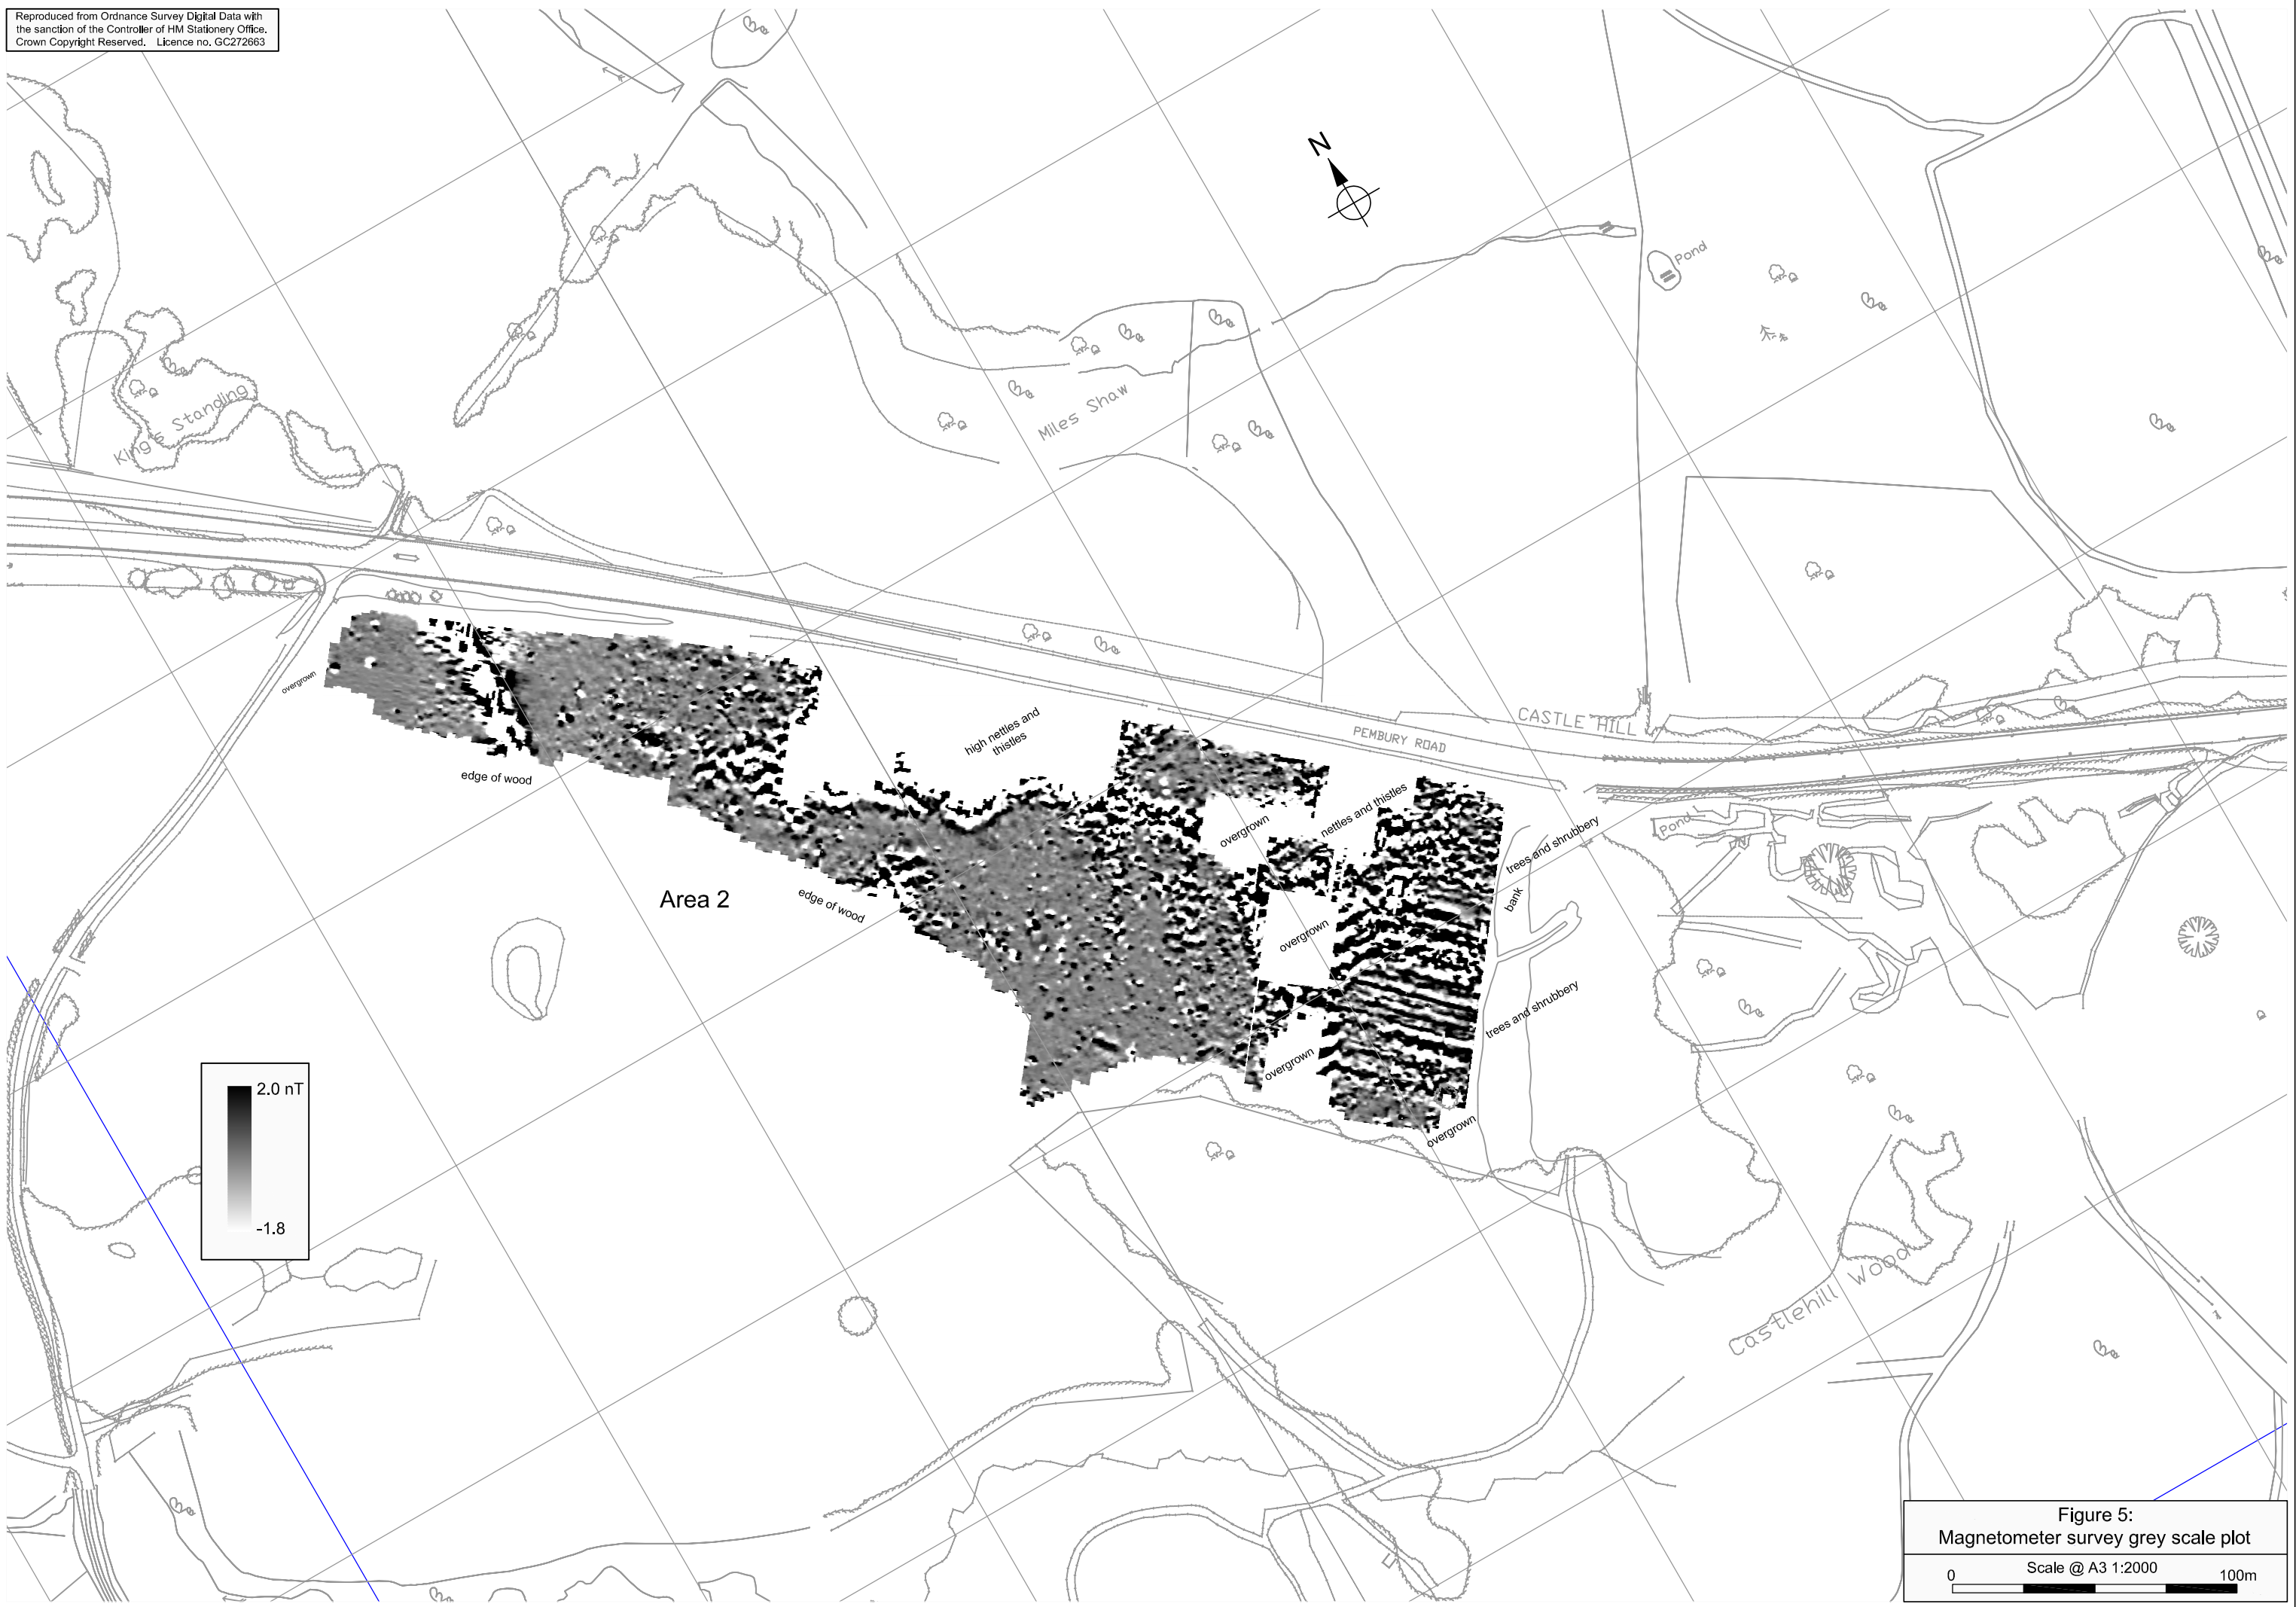 Reproduced from Ordnance Survey Digital Data with
the sanction of the Controller of HM Stationery Office.
Crown Copyright Reserved. Licence no. GC272663
N
Pond
King's Standing
Miles Shaw
overgrown
high nettles and
thistles
CASTLE HILL
PEMBURY ROAD
edge of wood
nettles and thistles
overgrown
trees and shrubbery
Pond
Area 2
edge of wood
bank
overgrown
trees and shrubbery
overgrown
overgrown
2.0 nT
-1.8
Castlehill Wood
Figure 5:
Magnetometer survey grey scale plot
Scale @ A3 1:2000
0 100m